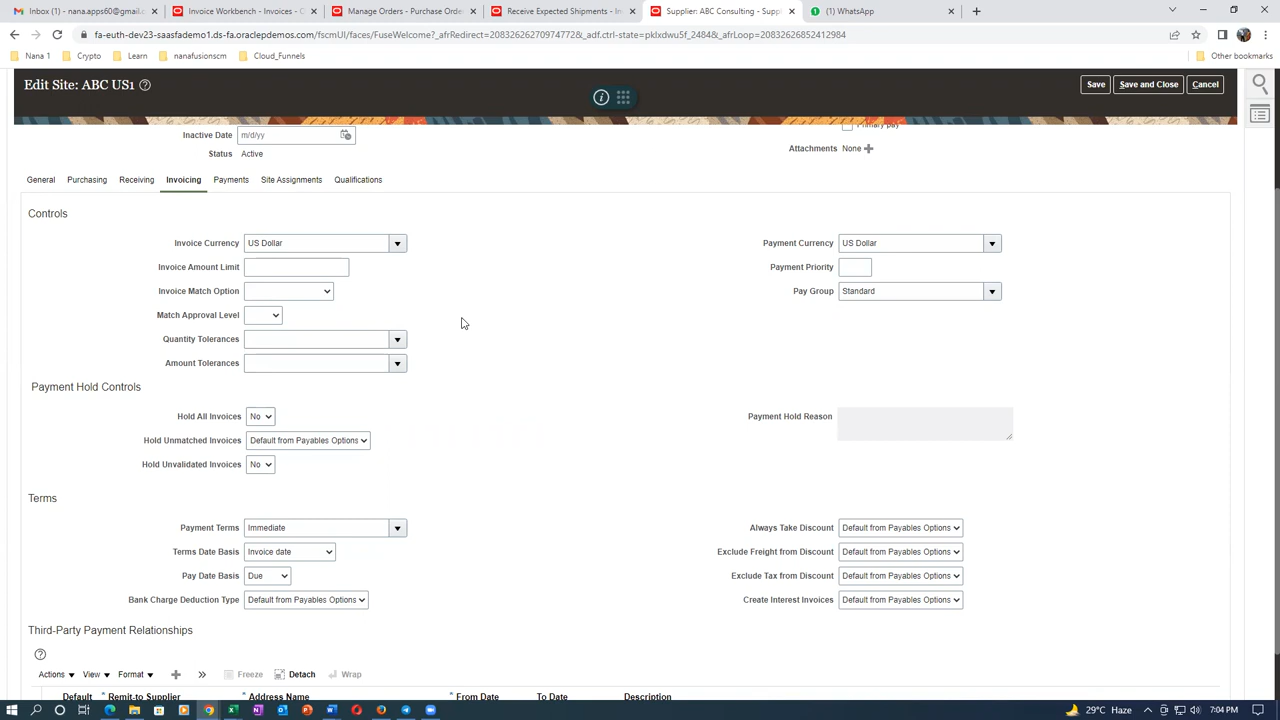 nana.apps60@gmail.com
Invoice Workbench - Invoices - O
Manage Orders - Purchase Order
Receive Expected Shipments - In
Supplier: ABC Consulting - Supp
(1) WhatsApp
fa-euth-dev23-saasfademo1.ds-fa.oraclepdemos.com/fscmUI/faces/FuseWelcome?_afrRedirect=20832626270974772&_adf.ctrl-state=pklxdwu5f_2484&_afrLoop=20832626852412984
Nana 1
Crypto
Learn
nanafusionscm
Cloud_Funnels
Other bookmarks
Edit Site: ABC US1
Save
Save and Close
Cancel
Inactive Date m/d/yy
Primary pay
Status Active
Attachments None
General Purchasing Receiving Invoicing Payments Site Assignments Qualifications
Controls
Invoice Currency US Dollar
Payment Currency US Dollar
Invoice Amount Limit
Payment Priority
Invoice Match Option
Pay Group Standard
Match Approval Level
Quantity Tolerances
Amount Tolerances
Payment Hold Controls
Hold All Invoices No
Payment Hold Reason
Hold Unmatched Invoices Default from Payables Options
Hold Unvalidated Invoices No
Terms
Payment Terms Immediate
Always Take Discount Default from Payables Options
Terms Date Basis Invoice date
Exclude Freight from Discount Default from Payables Options
Pay Date Basis Due
Exclude Tax from Discount Default from Payables Options
Bank Charge Deduction Type Default from Payables Options
Create Interest Invoices Default from Payables Options
Third-Party Payment Relationships
Actions View Format Freeze Detach Wrap
Default * Remit-to Supplier * Address Name * From Date To Date Description
29°C Haze
7:04 PM